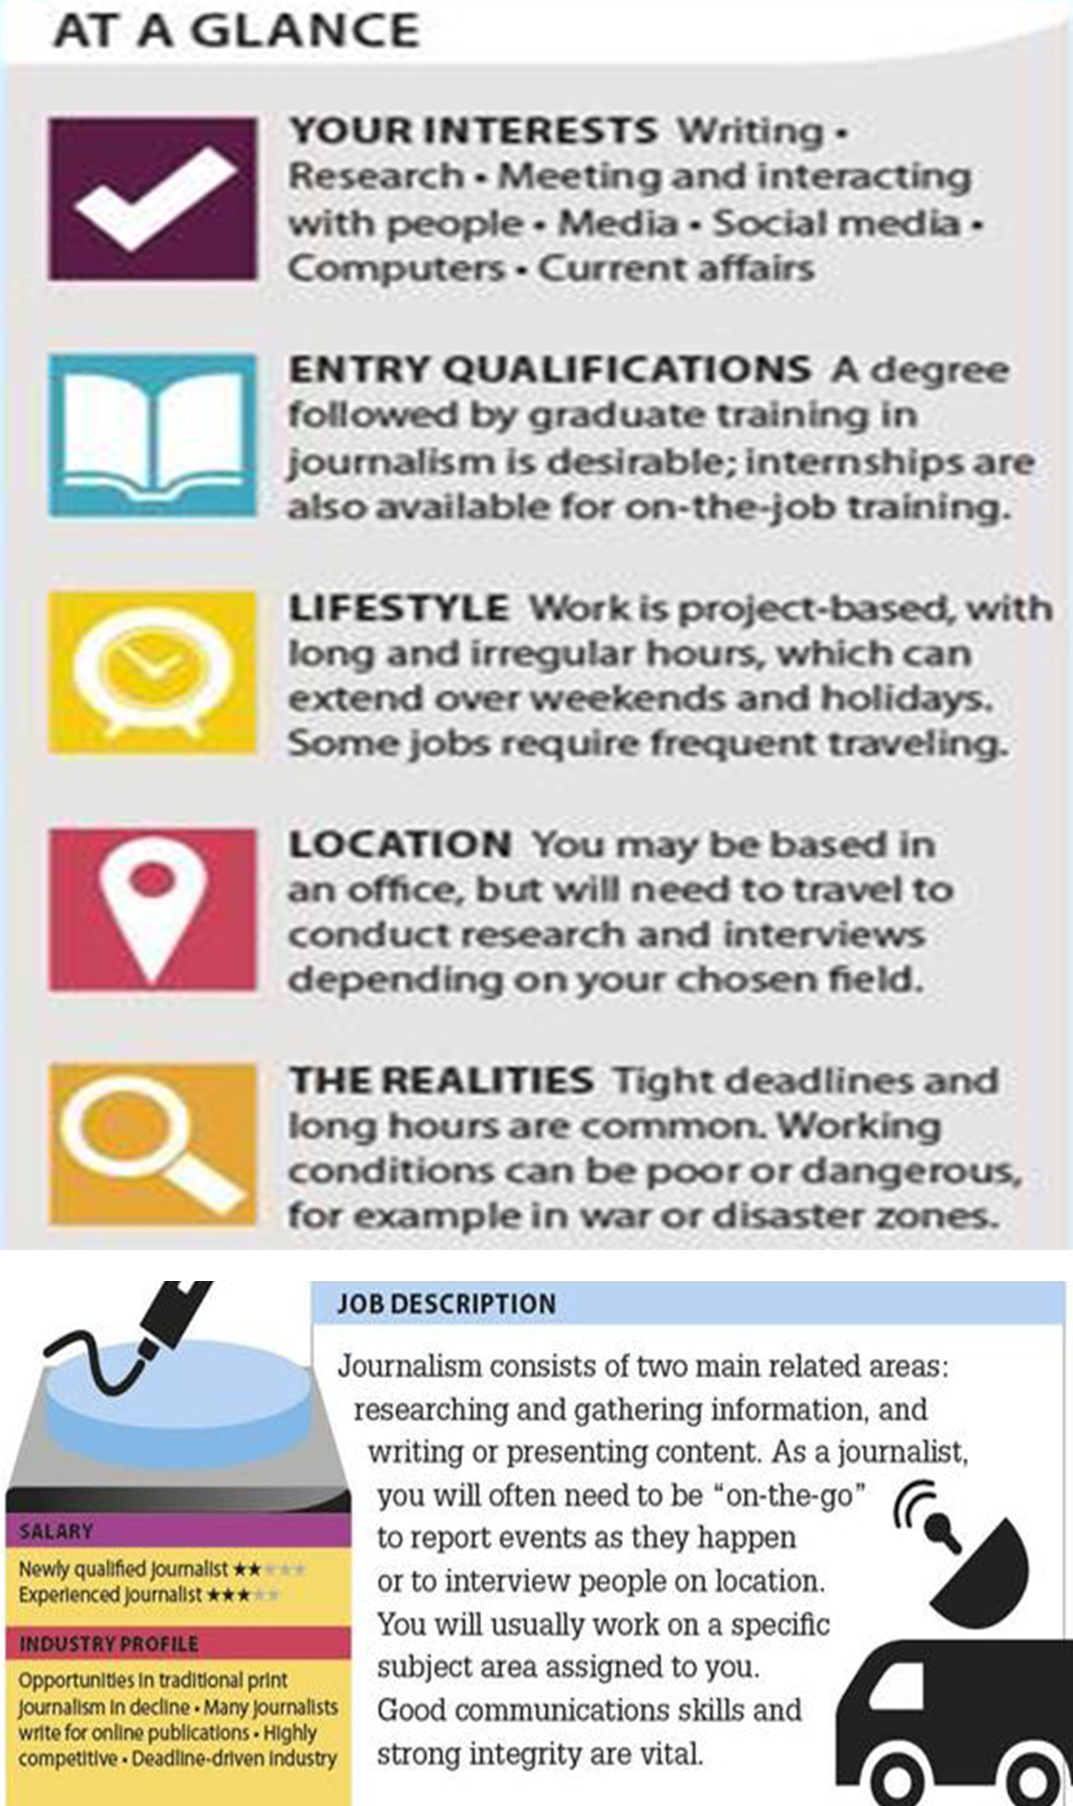 AT A GLANCE
YOUR INTERESTS Writing •
Research • Meeting and interacting
with people • Media • Social media •
Computers • Current affairs
ENTRY QUALIFICATIONS A degree
followed by graduate training in
journalism is desirable; internships are
also available for on-the-job training.
LIFESTYLE Work is project-based, with
long and irregular hours, which can
extend over weekends and holidays.
Some jobs require frequent traveling.
LOCATION You may be based in
an office, but will need to travel to
conduct research and interviews
depending on your chosen field.
THE REALITIES Tight deadlines and
long hours are common. Working
conditions can be poor or dangerous,
for example in war or disaster zones.
SALARY
Newly qualified journalist ★★★★★
Experienced journalist ★★★★★
INDUSTRY PROFILE
Opportunities in traditional print
journalism in decline • Many journalists
write for online publications • Highly
competitive • Deadline-driven industry
JOB DESCRIPTION
Journalism consists of two main related areas:
researching and gathering information, and
writing or presenting content. As a journalist,
you will often need to be “on-the-go”
to report events as they happen
or to interview people on location.
You will usually work on a specific
subject area assigned to you.
Good communications skills and
strong integrity are vital.